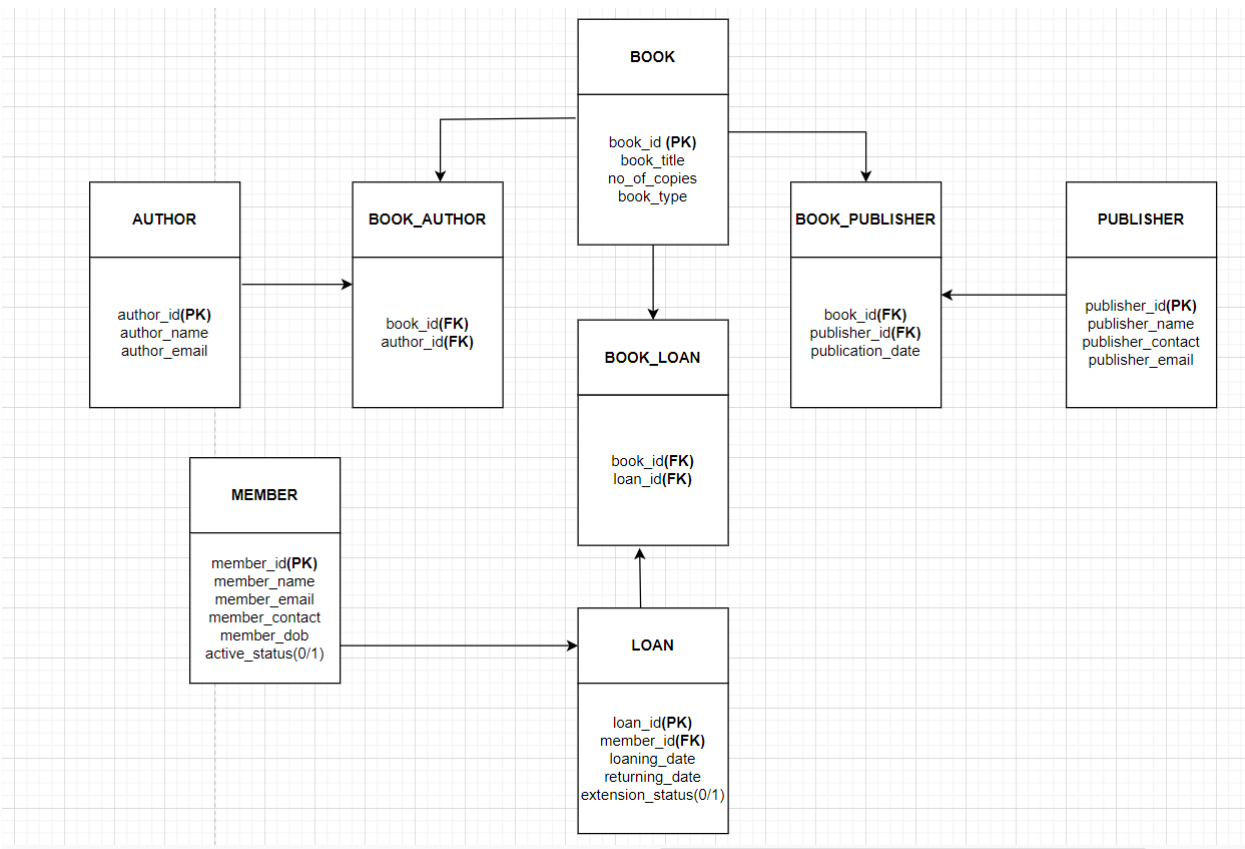 BOOK
book_id (PK)
book_title
no_of_copies
book_type
AUTHOR
author_id(PK)
author_name
author_email
BOOK_AUTHOR
book_id(FK)
author_id(FK)
BOOK_PUBLISHER
book_id(FK)
publisher_id(FK)
publication_date
PUBLISHER
publisher_id(PK)
publisher_name
publisher_contact
publisher_email
BOOK_LOAN
book_id(FK)
loan_id(FK)
MEMBER
member_id(PK)
member_name
member_email
member_contact
member_dob
active_status(0/1)
LOAN
loan_id(PK)
member_id(FK)
loaning_date
returning_date
extension_status(0/1)